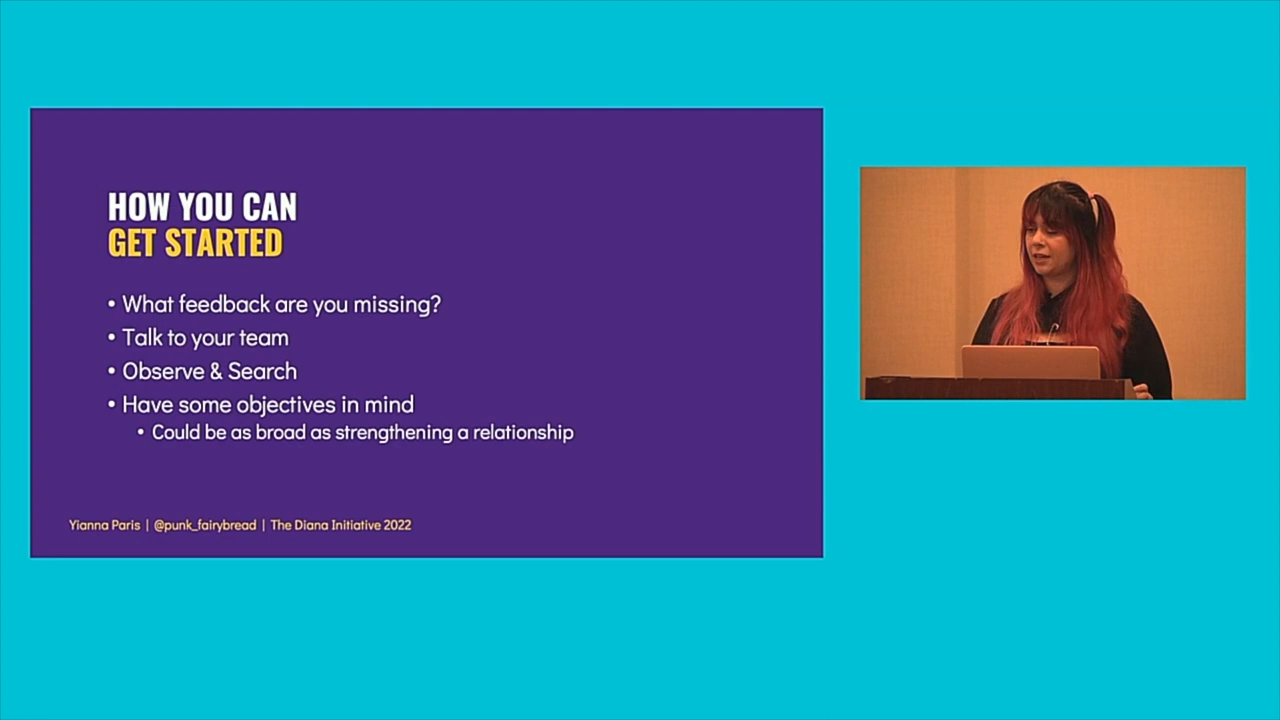 HOW YOU CAN
GET STARTED
• What feedback are you missing?
• Talk to your team
• Observe & Search
• Have some objectives in mind
• Could be as broad as strengthening a relationship
Yianna Paris | @punk_fairybread | The Diana Initiative 2022